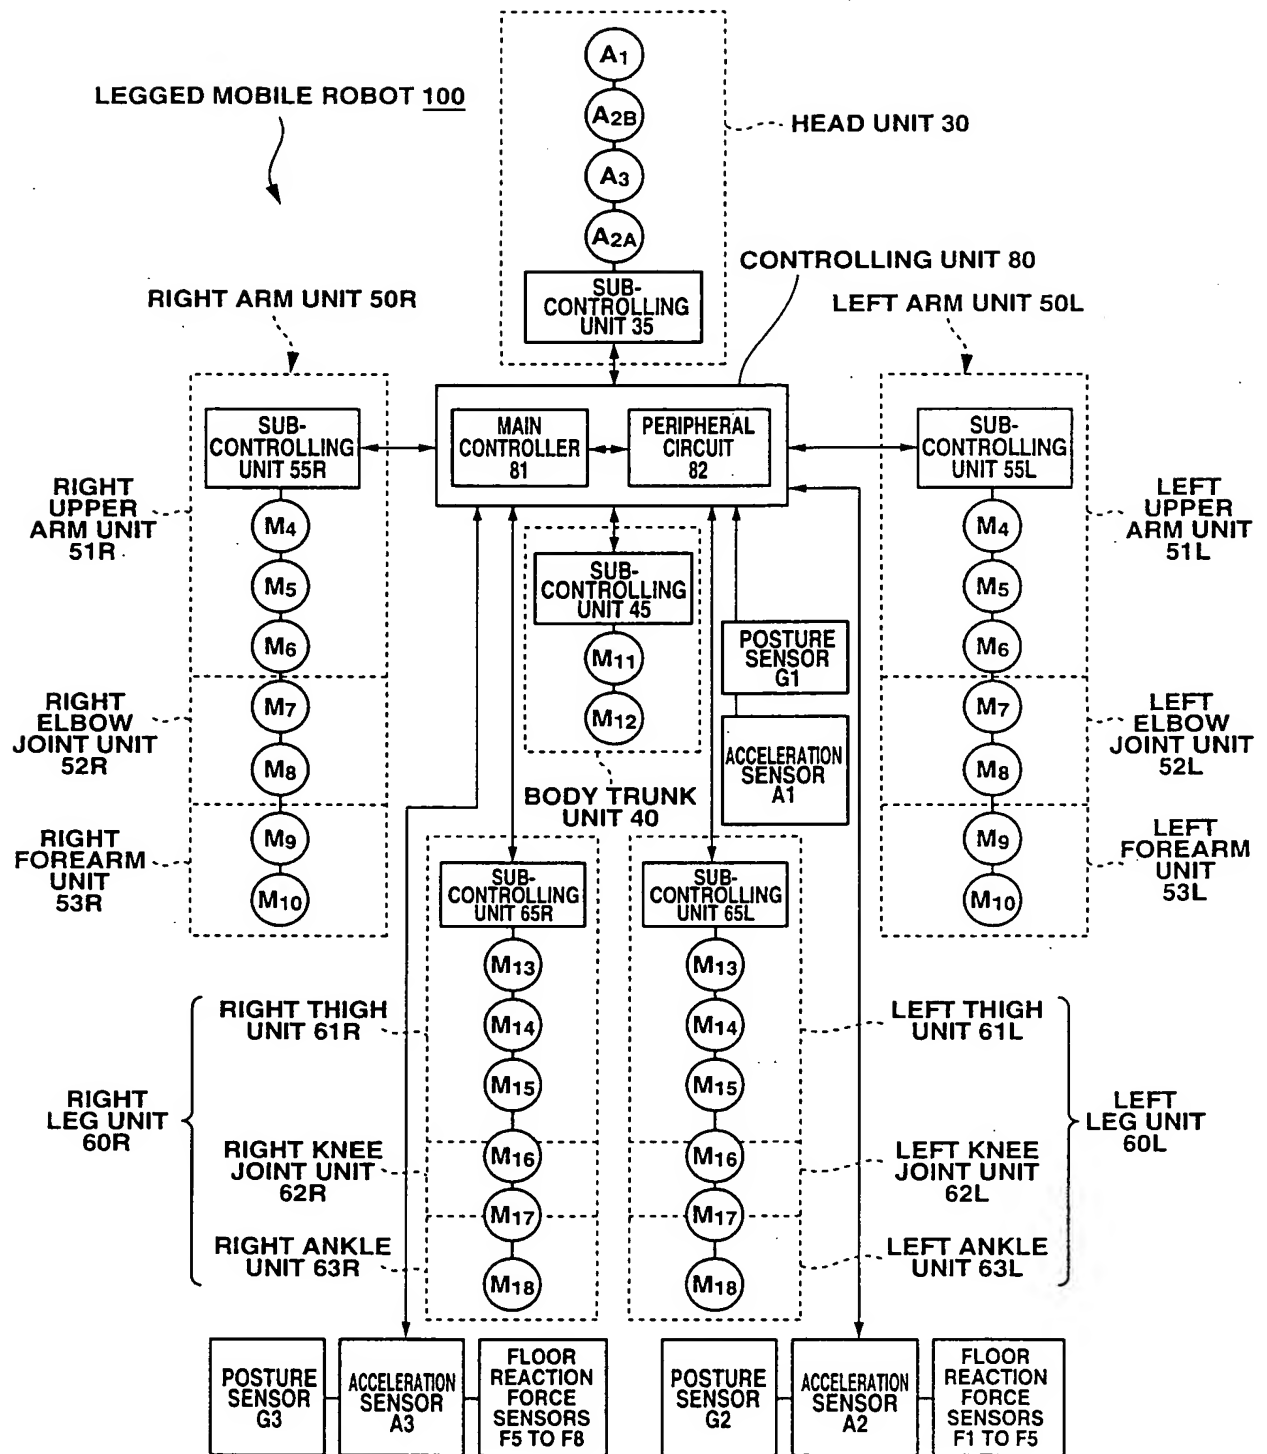 A1
LEGGED MOBILE ROBOT 100
A2B
HEAD UNIT 30
A3
A2A
CONTROLLING UNIT 80
SUB-
CONTROLLING
UNIT 35
RIGHT ARM UNIT 50R
LEFT ARM UNIT 50L
SUB-
CONTROLLING
UNIT 55R
MAIN
CONTROLLER
81
PERIPHERAL
CIRCUIT
82
SUB-
CONTROLLING
UNIT 55L
RIGHT
UPPER
ARM UNIT
51R
M4
M5
M6
RIGHT
ELBOW
JOINT UNIT
52R
M7
M8
RIGHT
FOREARM
UNIT
53R
M9
M10
SUB-
CONTROLLING
UNIT 45
M11
M12
BODY TRUNK
UNIT 40
POSTURE
SENSOR
G1
ACCELERATION
SENSOR
A1
LEFT
UPPER
ARM UNIT
51L
M4
M5
M6
LEFT
ELBOW
JOINT UNIT
52L
M7
M8
LEFT
FOREARM
UNIT
53L
M9
M10
SUB-
CONTROLLING
UNIT 65R
SUB-
CONTROLLING
UNIT 65L
RIGHT
LEG UNIT
60R
RIGHT THIGH
UNIT 61R
M13
M14
M15
RIGHT KNEE
JOINT UNIT
62R
M16
M17
RIGHT ANKLE
UNIT 63R
M18
M13
M14
M15
LEFT THIGH
UNIT 61L
M16
M17
LEFT KNEE
JOINT UNIT
62L
M18
LEFT ANKLE
UNIT 63L
LEFT
LEG UNIT
60L
POSTURE
SENSOR
G3
ACCELERATION
SENSOR
A3
FLOOR
REACTION
FORCE
SENSORS
F5 TO F8
POSTURE
SENSOR
G2
ACCELERATION
SENSOR
A2
FLOOR
REACTION
FORCE
SENSORS
F1 TO F5